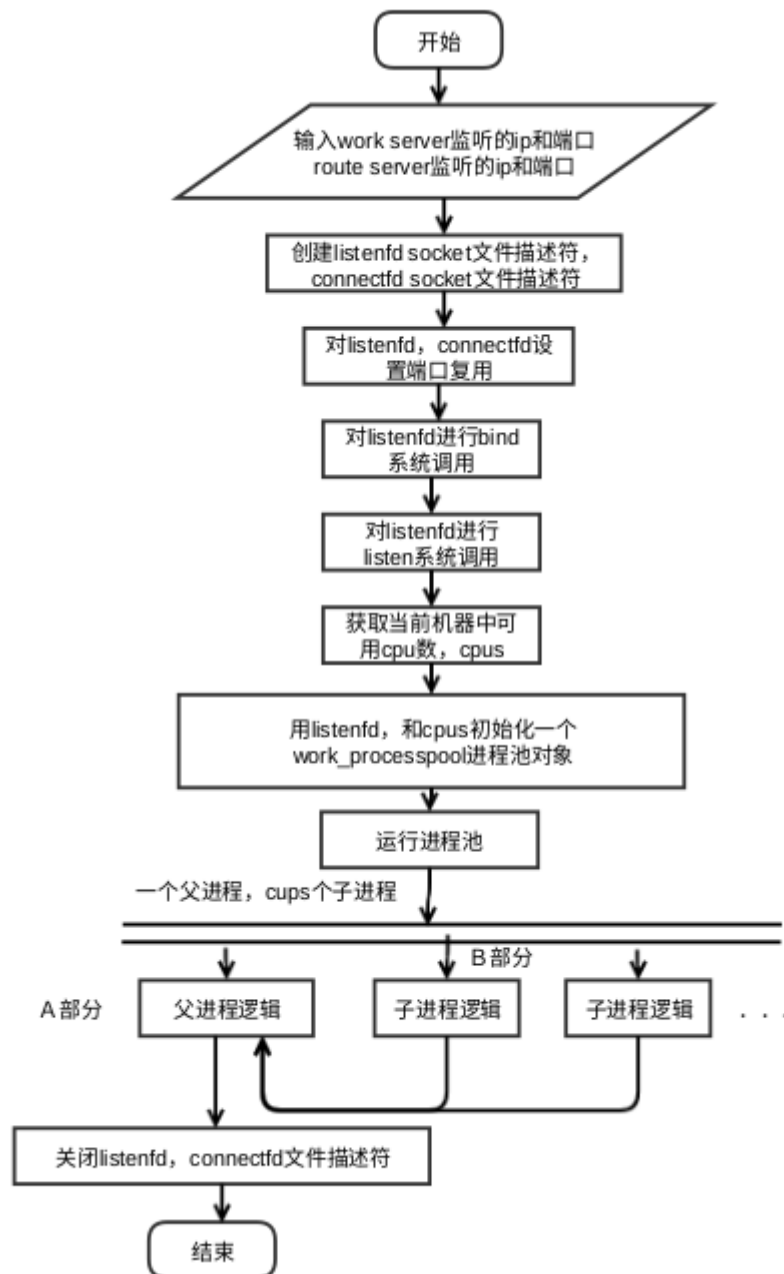 开始
输入work server监听的ip和端口
route server监听的ip和端口
创建listenfd socket文件描述符，
connectfd socket文件描述符
对listenfd，connectfd设
置端口复用
对listenfd进行bind
系统调用
对listenfd进行
listen系统调用
获取当前机器中可
用cpu数，cpus
用listenfd，和cpus初始化一个
work_processpool进程池对象
运行进程池
一个父进程，cups个子进程
B部分
A部分
父进程逻辑
子进程逻辑
子进程逻辑
. . .
关闭listenfd，connectfd文件描述符
结束